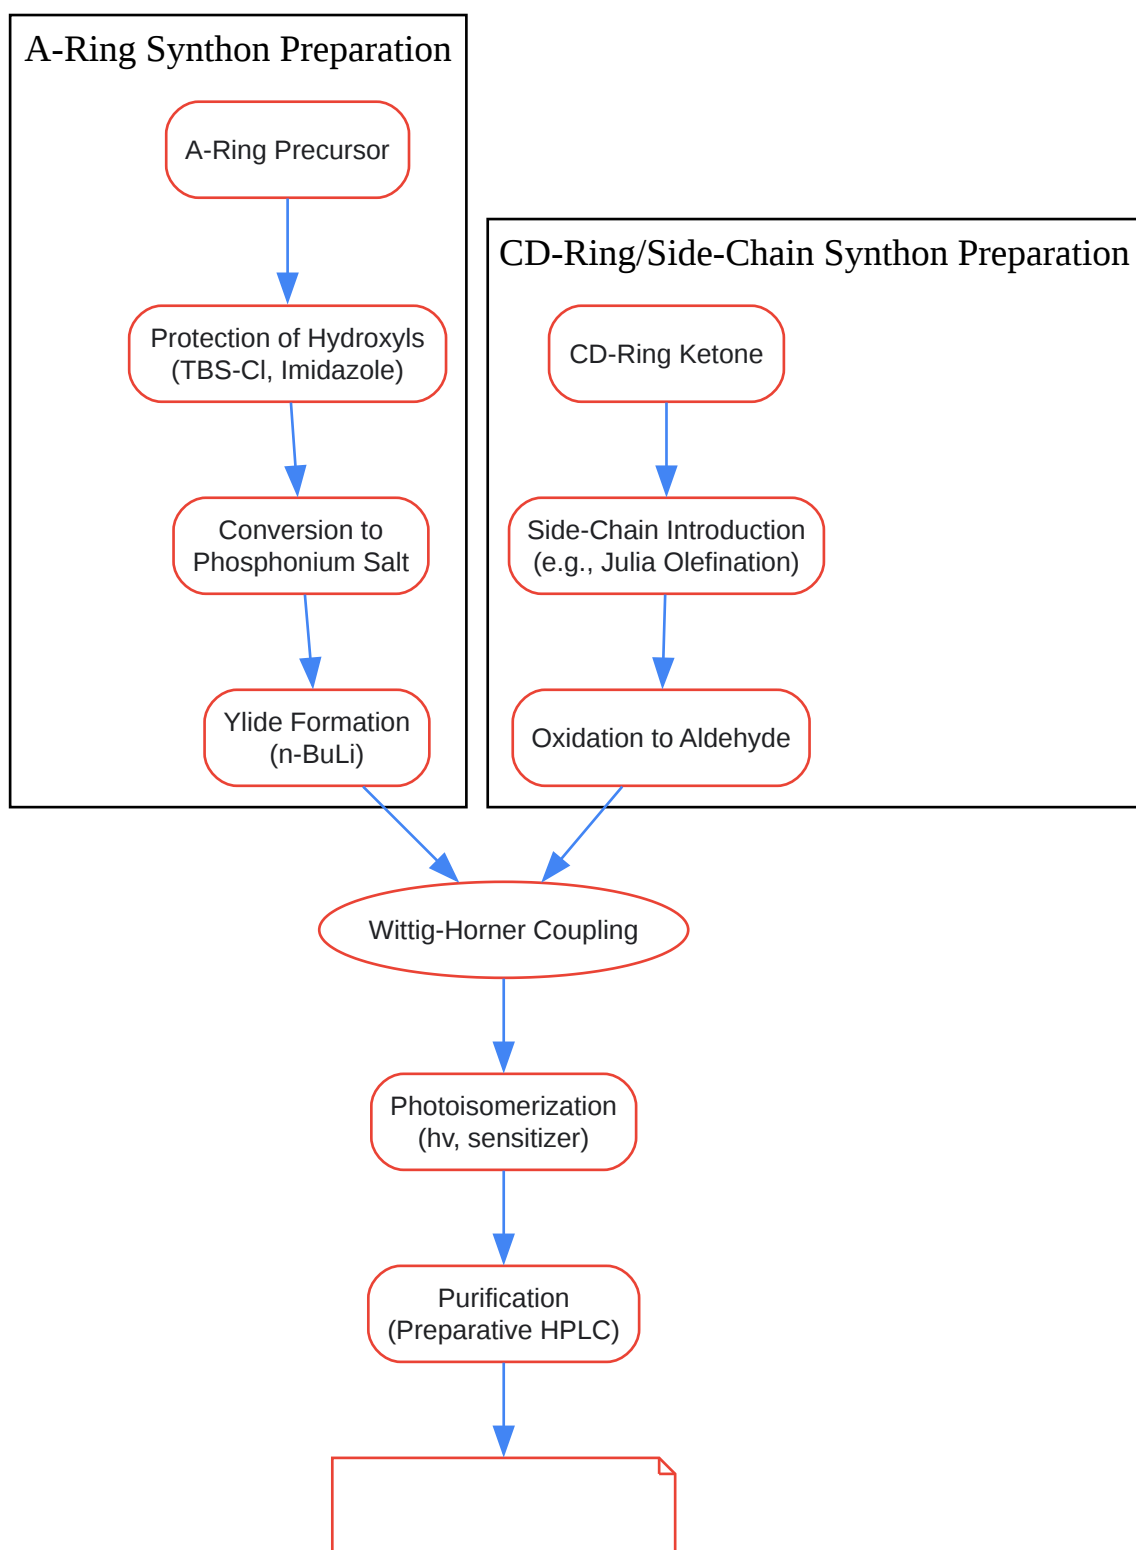 A-Ring Synthon Preparation
A-Ring Precursor
Protection of Hydroxyls
(TBS-Cl, Imidazole)
Conversion to
Phosphonium Salt
Ylide Formation
(n-BuLi)
CD-Ring/Side-Chain Synthon Preparation
CD-Ring Ketone
Side-Chain Introduction
(e.g., Julia Olefination)
Oxidation to Aldehyde
Wittig-Horner Coupling
Photoisomerization
(hv, sensitizer)
Purification
(Preparative HPLC)